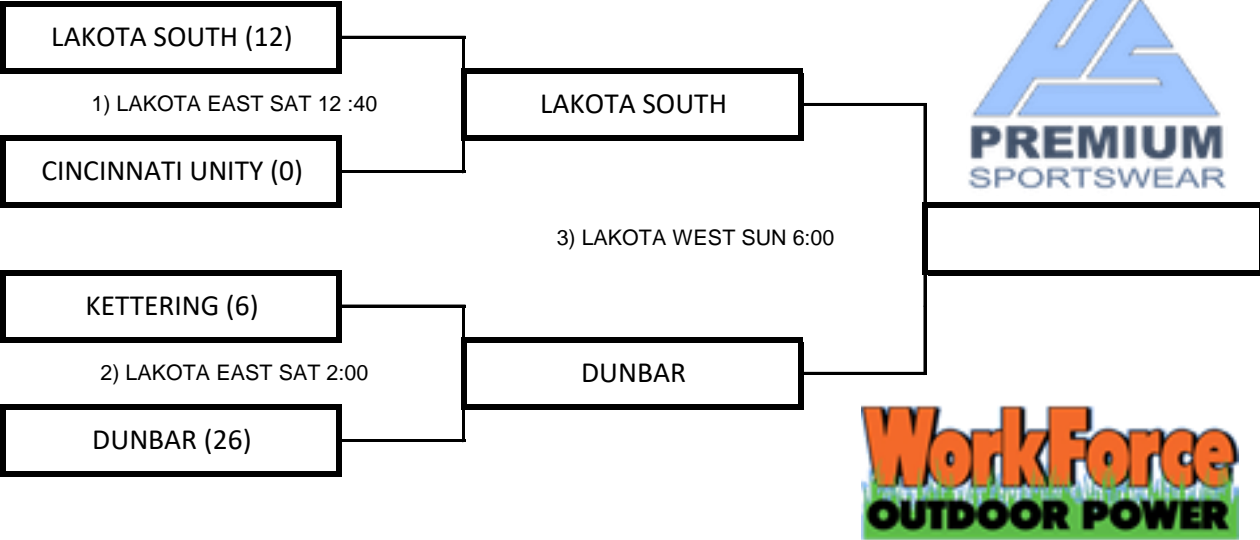 LAKOTA SOUTH (12)
1) LAKOTA EAST SAT 12 :40
LAKOTA SOUTH
CINCINNATI UNITY (0)
PREMIUM
SPORTSWEAR
3) LAKOTA WEST SUN 6:00
KETTERING (6)
2) LAKOTA EAST SAT 2:00
DUNBAR
DUNBAR (26)
WorkForce
OUTDOOR POWER